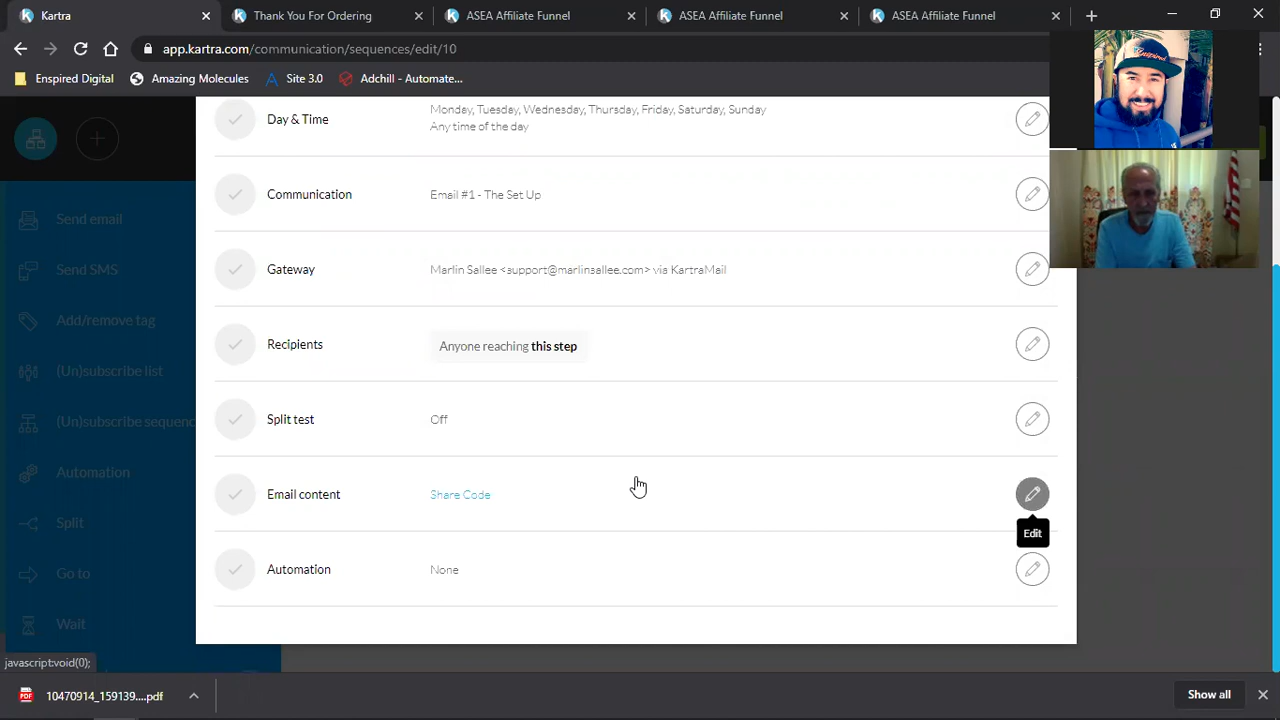 Kartra
Thank You For Ordering
ASEA Affiliate Funnel
ASEA Affiliate Funnel
ASEA Affiliate Funnel
app.kartra.com/communication/sequences/edit/10
Enspired Digital
Amazing Molecules
Site 3.0
Adchill - Automate...
Send email
Send SMS
Add/remove tag
(Un)subscribe list
(Un)subscribe sequenc
Automation
Split
Go to
Wait
Day & Time
Monday, Tuesday, Wednesday, Thursday, Friday, Saturday, Sunday
Any time of the day
Communication
Email #1 - The Set Up
Gateway
Marlin Sallee <support@marlinsallee.com> via KartraMail
Recipients
Anyone reaching this step
Split test
Off
Email content
Share Code
Edit
Automation
None
javascript:void(0);
10470914_159139....pdf
Show all